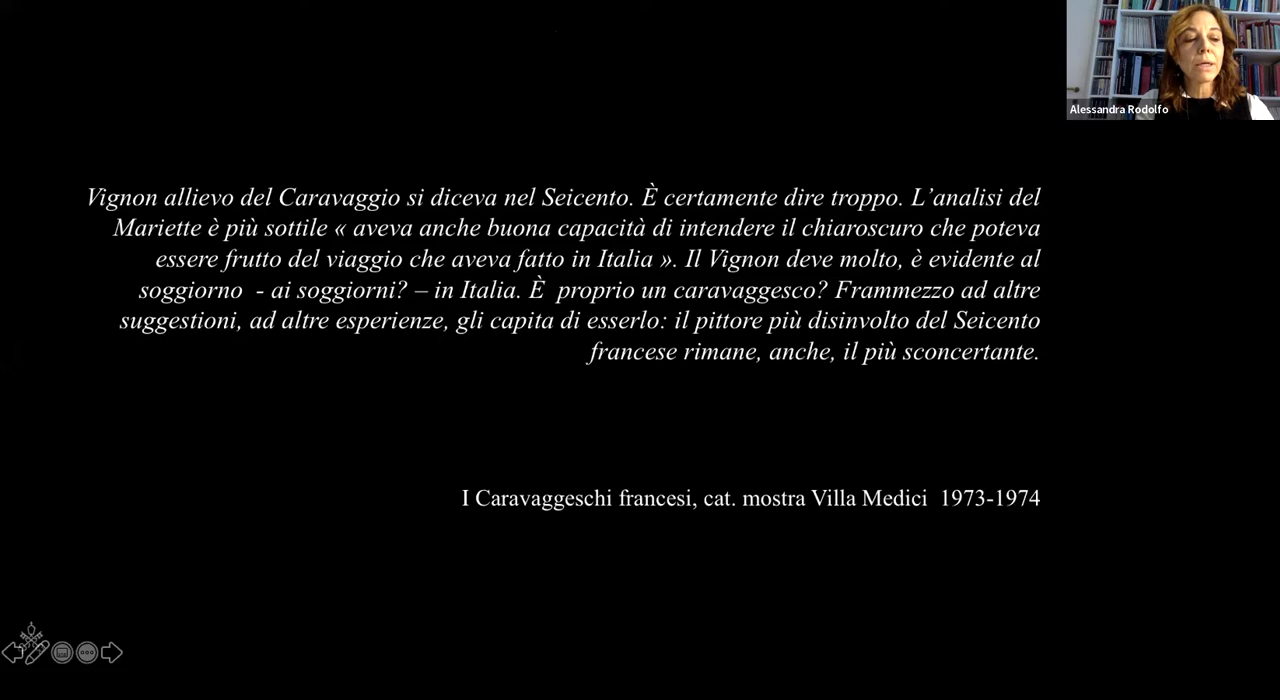 Alessandra Rodolfo
Vignon allievo del Caravaggio si diceva nel Seicento. È certamente dire troppo. L’analisi del
Mariette è più sottile « aveva anche buona capacità di intendere il chiaroscuro che poteva
essere frutto del viaggio che aveva fatto in Italia ». Il Vignon deve molto, è evidente al
soggiorno - ai soggiorni? – in Italia. È proprio un caravaggesco? Frammezzo ad altre
suggestioni, ad altre esperienze, gli capita di esserlo: il pittore più disinvolto del Seicento
francese rimane, anche, il più sconcertante.
I Caravaggeschi francesi, cat. mostra Villa Medici 1973-1974